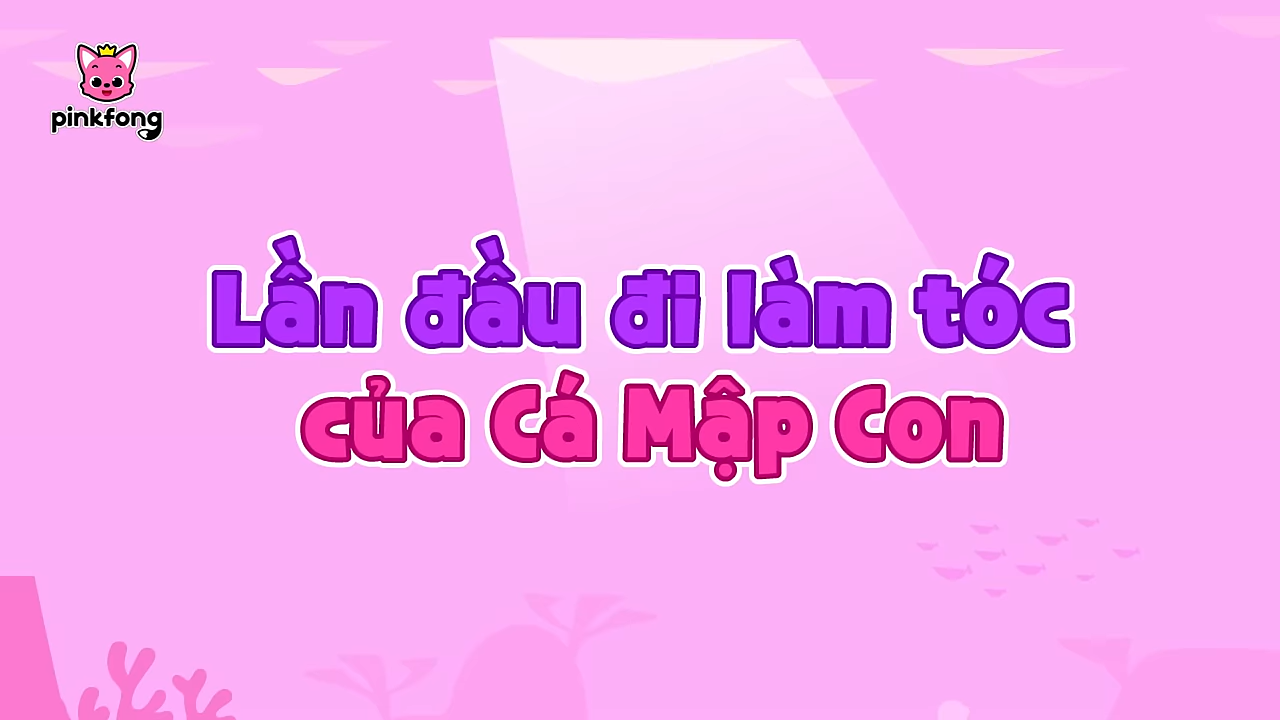 pinkfong
Lần đầu đi làm tóc
của Cá Mập Con